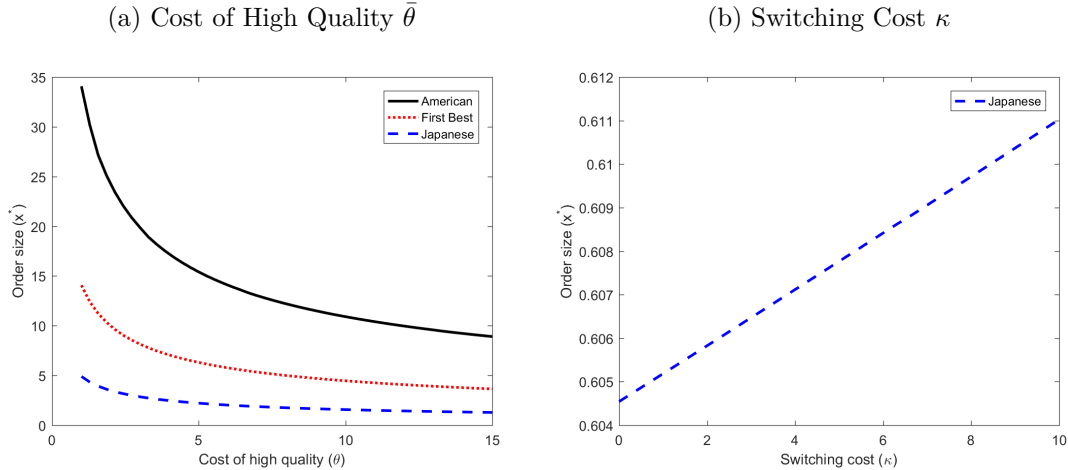 (a) Cost of High Quality θ̄
(b) Switching Cost κ
35
30
25
20
15
10
5
0
Order size (x*)
0
5
10
15
Cost of high quality (θ)
American
First Best
Japanese
0.612
0.611
0.61
0.609
0.608
0.607
0.606
0.605
0.604
Order size (x*)
0
2
4
6
8
10
Switching cost (κ)
Japanese